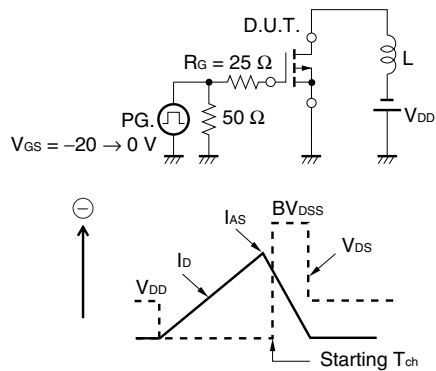 D.U.T.
RG = 25 Ω
L
PG.
50 Ω
VDD
VGS = −20 → 0 V
−
IAS
BVDSS
ID
VDS
VDD
Starting Tch